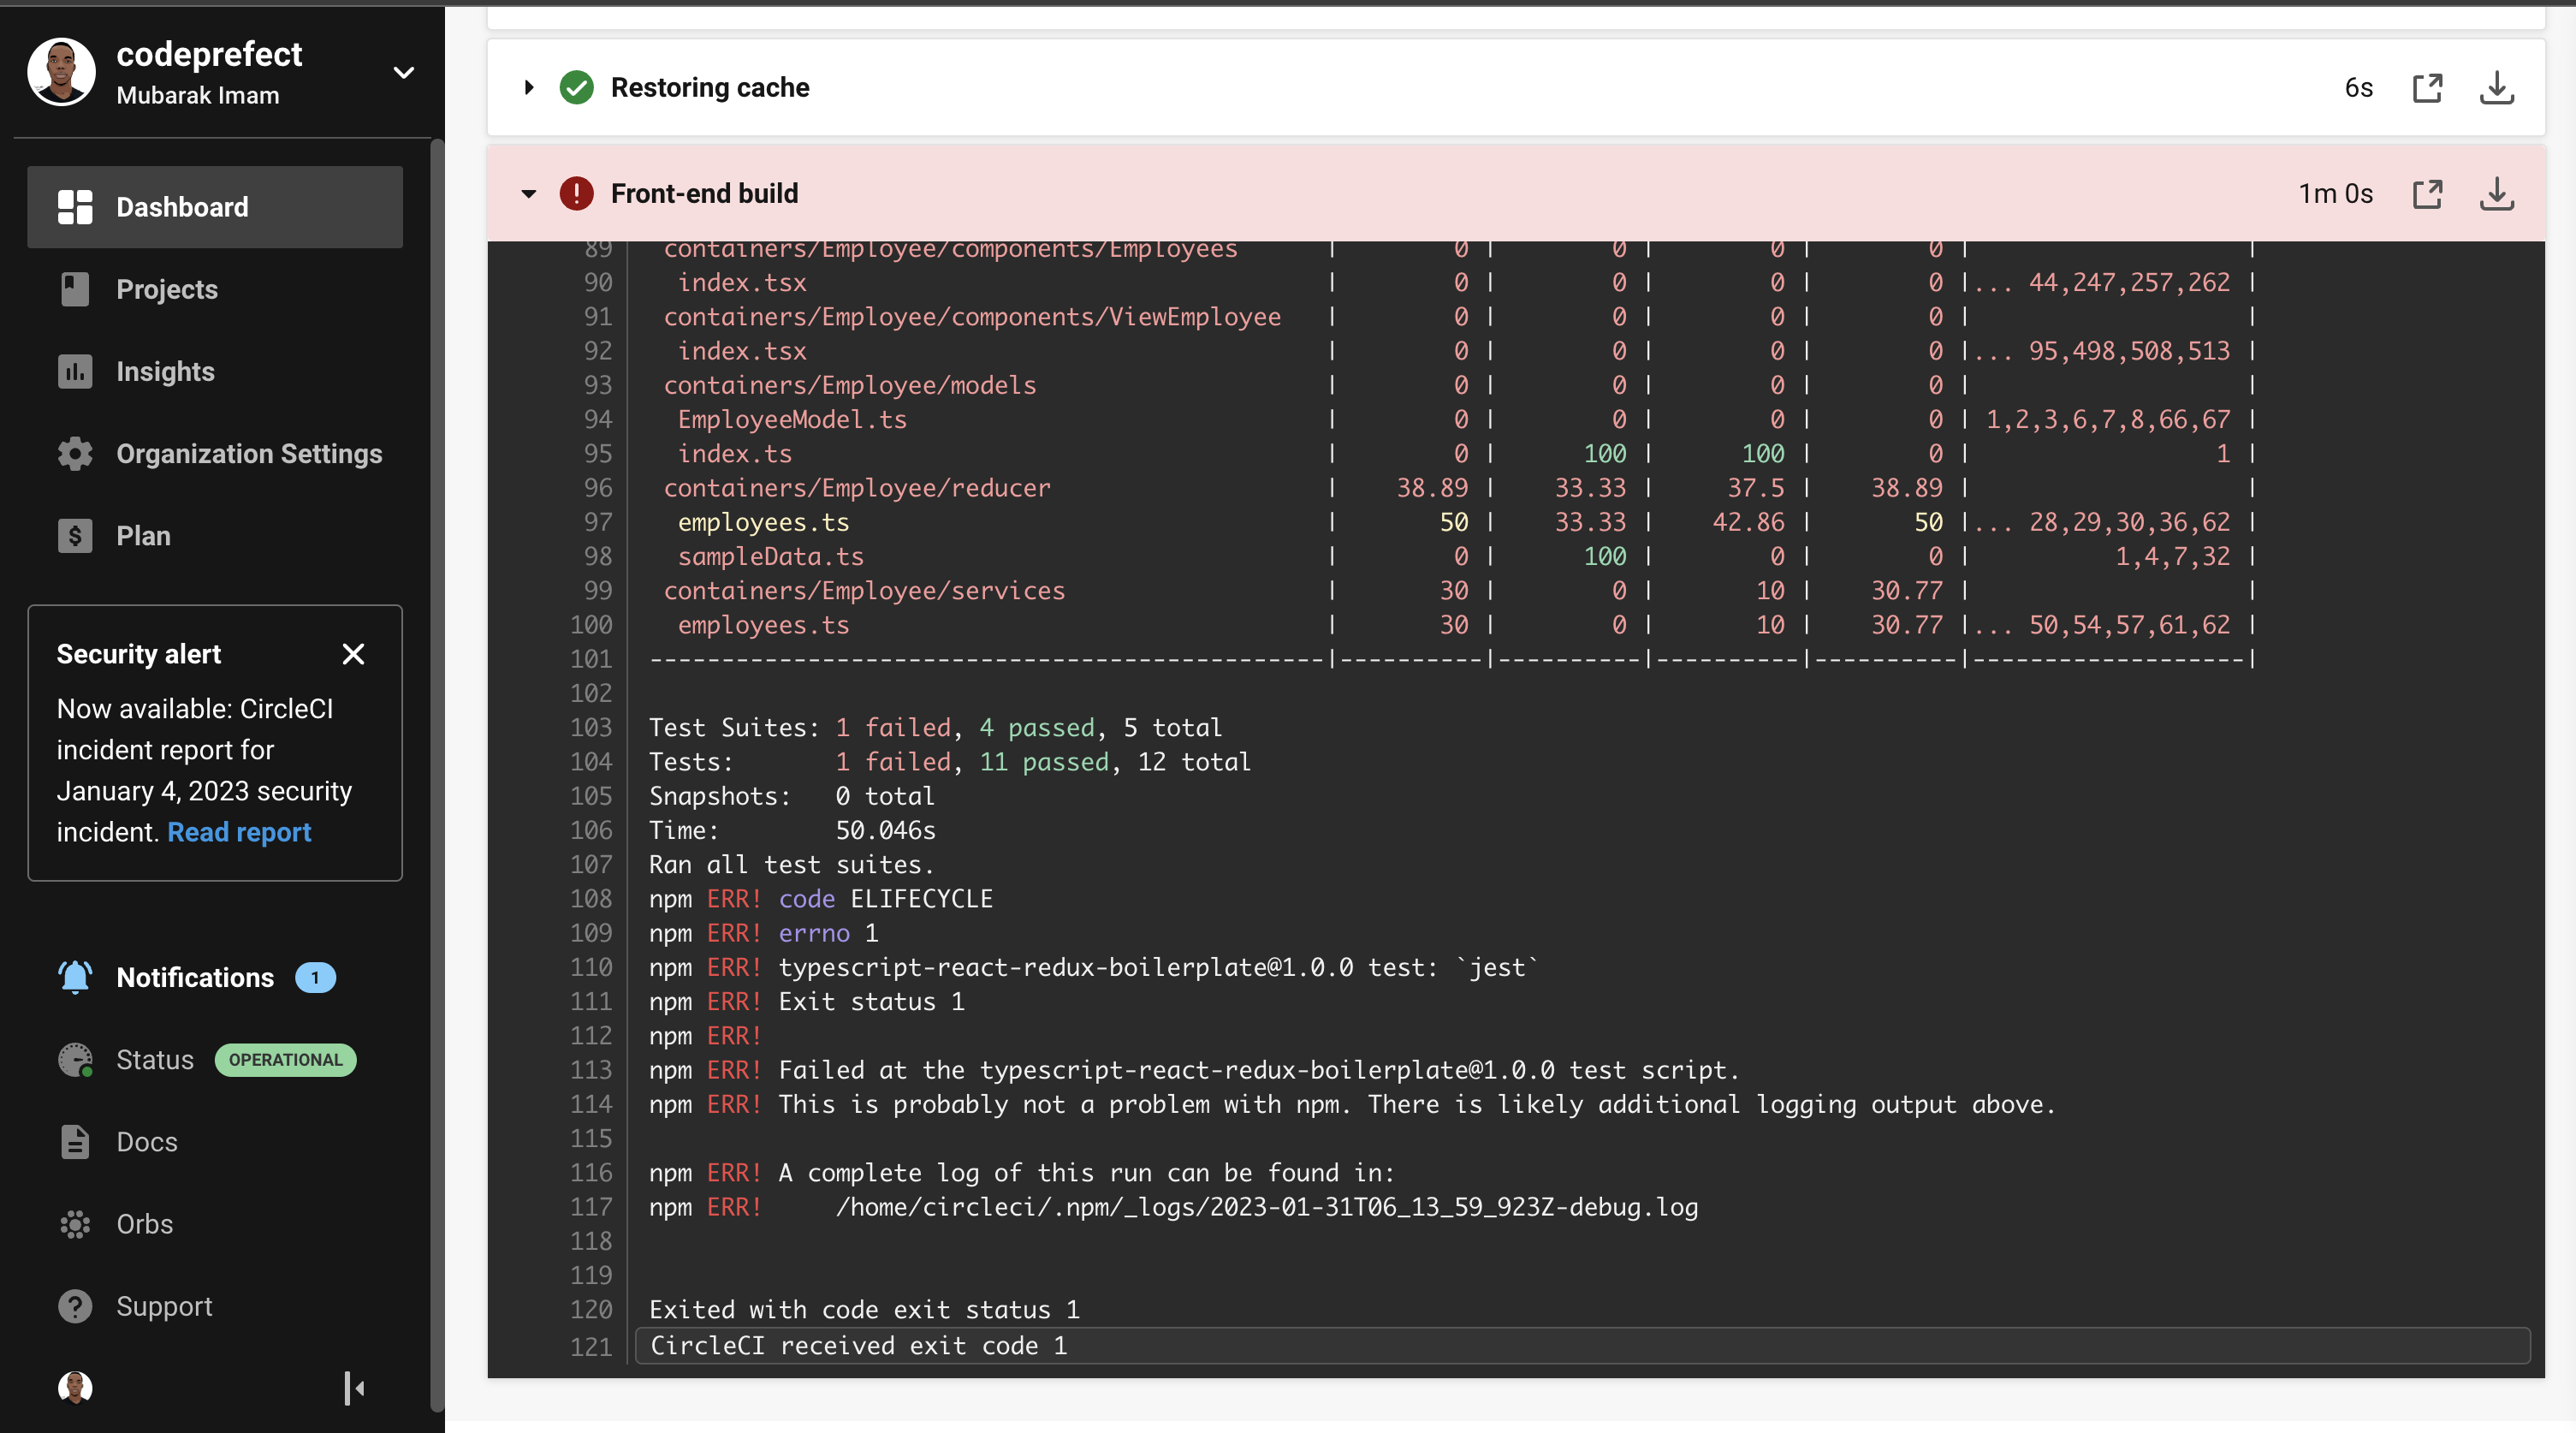 codeprefect
Mubarak Imam
Dashboard
Projects
Insights
Organization Settings
Plan
Security alert
Now available: CircleCI
incident report for
January 4, 2023 security
incident. Read report
Notifications 1
Status OPERATIONAL
Docs
Orbs
Support
Restoring cache 6s
Front-end build 1m 0s
89 containers/Employee/components/Employees | 0 | 0 | 0 | 0 | |
90 index.tsx | 0 | 0 | 0 | 0 |... 44,247,257,262 |
91 containers/Employee/components/ViewEmployee | 0 | 0 | 0 | 0 | |
92 index.tsx | 0 | 0 | 0 | 0 |... 95,498,508,513 |
93 containers/Employee/models | 0 | 0 | 0 | 0 | |
94 EmployeeModel.ts | 0 | 0 | 0 | 0 | 1,2,3,6,7,8,66,67 |
95 index.ts | 0 | 100 | 100 | 0 | 1 |
96 containers/Employee/reducer | 38.89 | 33.33 | 37.5 | 38.89 | |
97 employees.ts | 50 | 33.33 | 42.86 | 50 |... 28,29,30,36,62 |
98 sampleData.ts | 0 | 100 | 0 | 0 | 1,4,7,32 |
99 containers/Employee/services | 30 | 0 | 10 | 30.77 | |
100 employees.ts | 30 | 0 | 10 | 30.77 |... 50,54,57,61,62 |
101 -----------------------------------------------|----------|----------|----------|----------|-------------------|
102
103 Test Suites: 1 failed, 4 passed, 5 total
104 Tests: 1 failed, 11 passed, 12 total
105 Snapshots: 0 total
106 Time: 50.046s
107 Ran all test suites.
108 npm ERR! code ELIFECYCLE
109 npm ERR! errno 1
110 npm ERR! typescript-react-redux-boilerplate@1.0.0 test: `jest`
111 npm ERR! Exit status 1
112 npm ERR!
113 npm ERR! Failed at the typescript-react-redux-boilerplate@1.0.0 test script.
114 npm ERR! This is probably not a problem with npm. There is likely additional logging output above.
115
116 npm ERR! A complete log of this run can be found in:
117 npm ERR! /home/circleci/.npm/_logs/2023-01-31T06_13_59_923Z-debug.log
118
119
120 Exited with code exit status 1
121 CircleCI received exit code 1